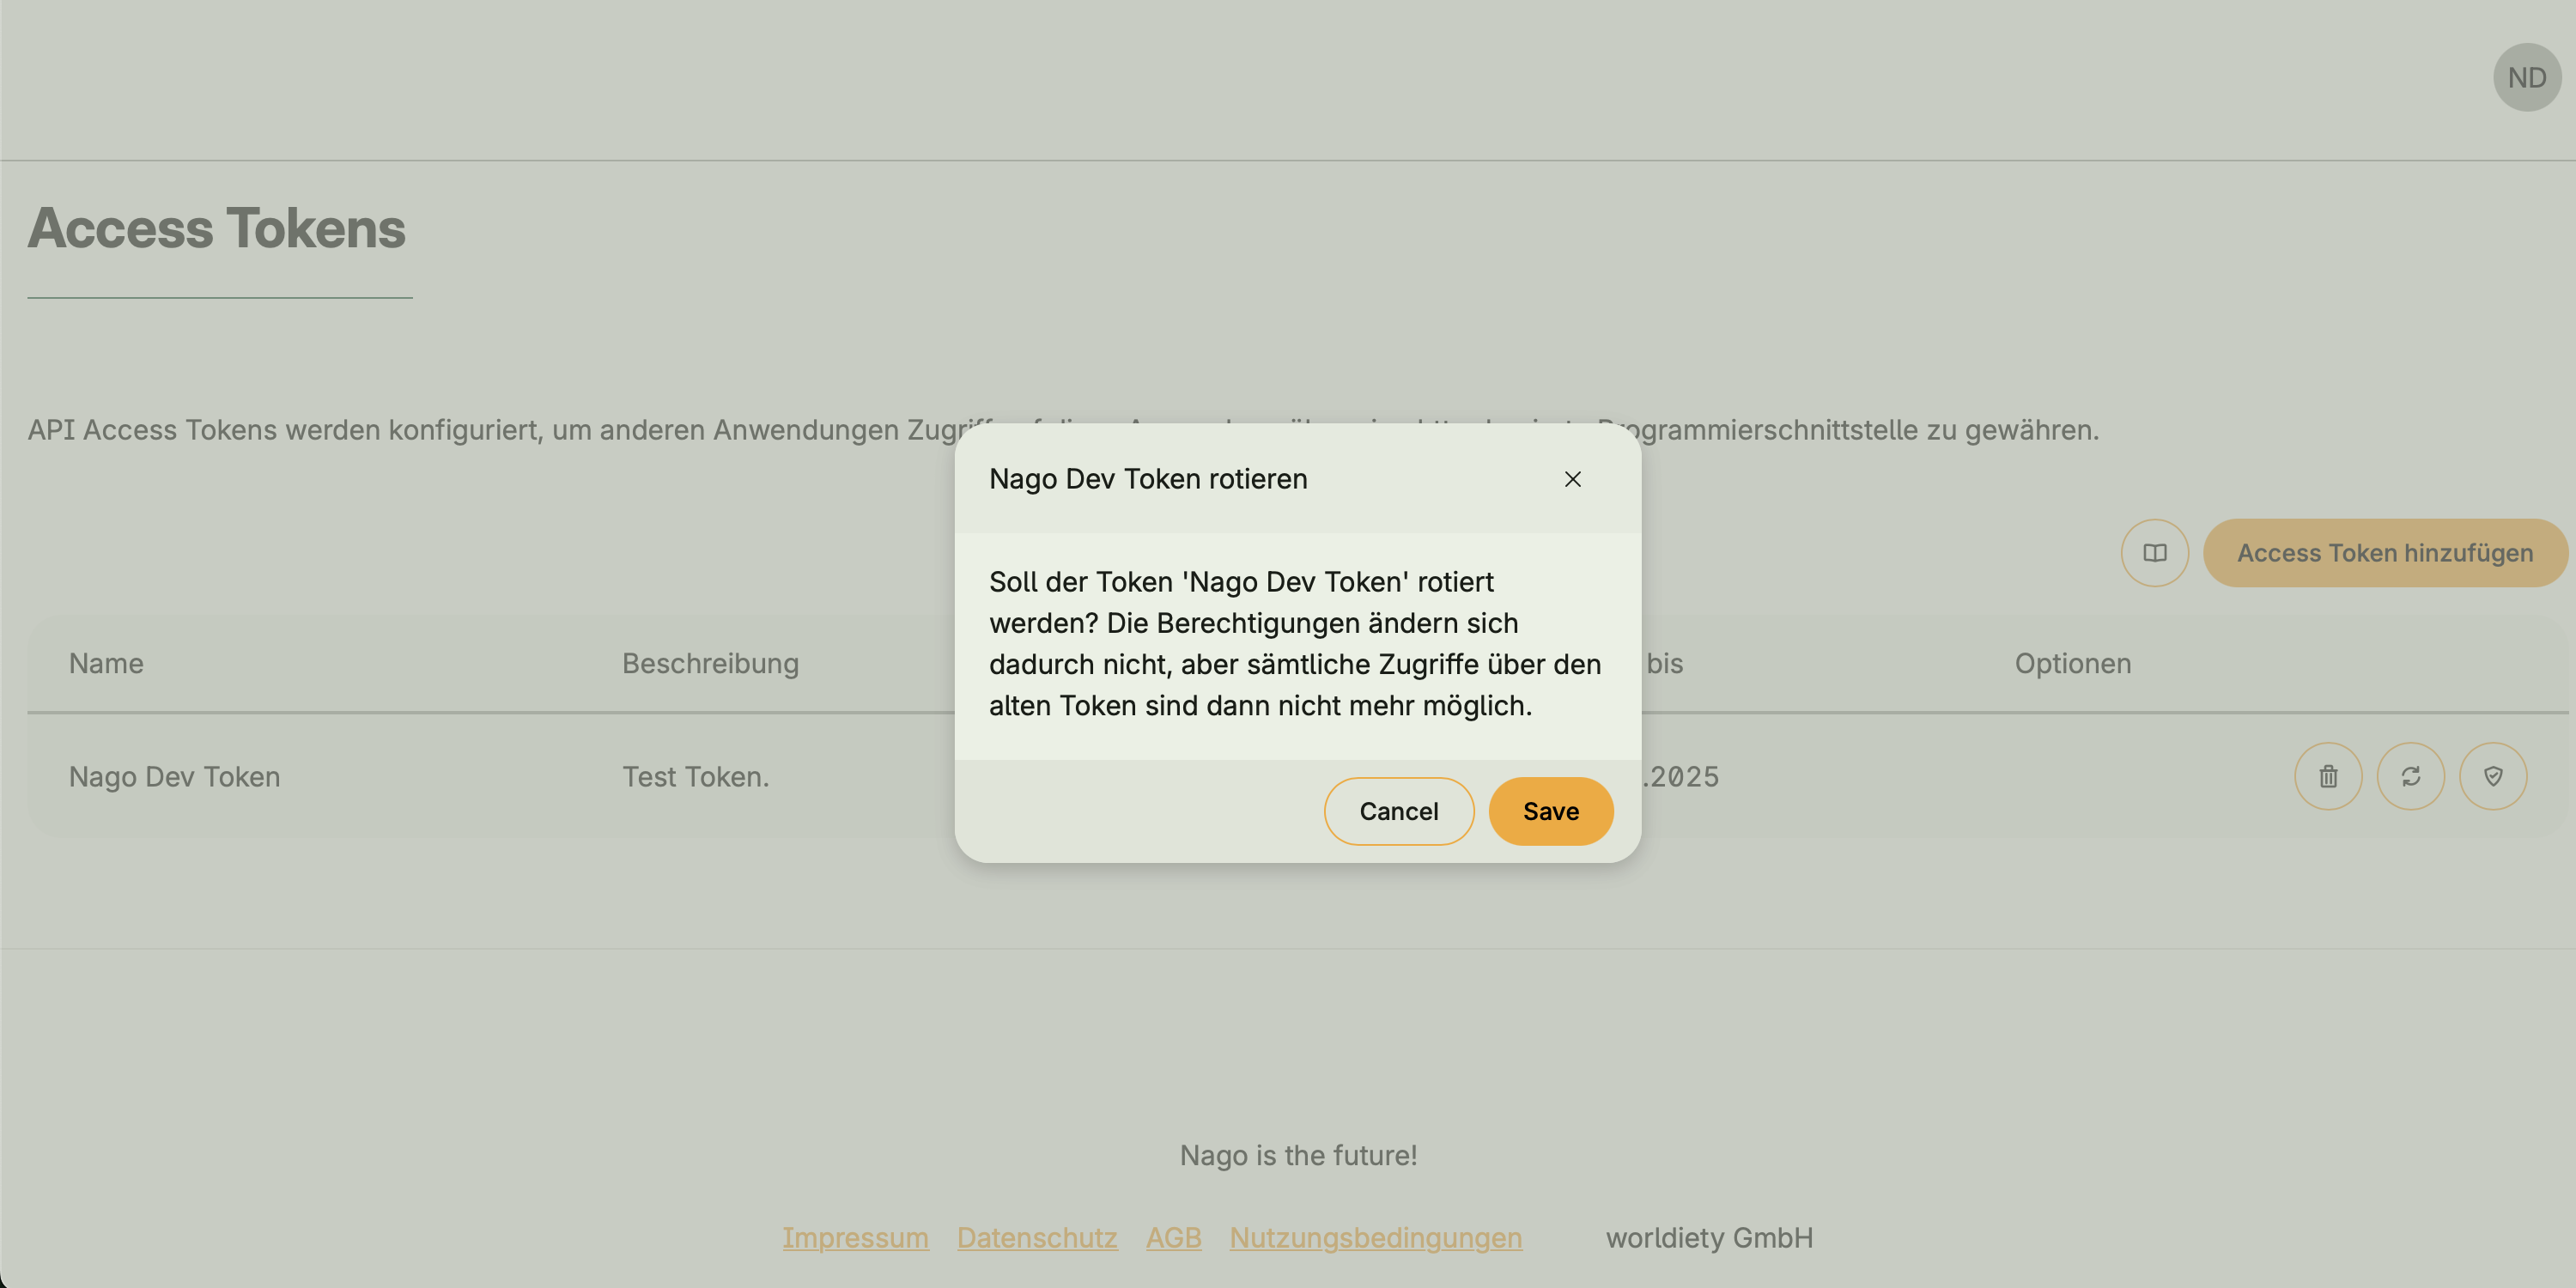 ND
Access Tokens
API Access Tokens werden konfiguriert, um anderen Anwendungen Programmierschnittstelle zu gewähren.
Nago Dev Token rotieren
Soll der Token 'Nago Dev Token' rotiert
werden? Die Berechtigungen ändern sich
dadurch nicht, aber sämtliche Zugriffe über den
alten Token sind dann nicht mehr möglich.
Cancel Save
Access Token hinzufügen
Name Beschreibung bis Optionen
Nago Dev Token Test Token. .2025
Nago is the future!
Impressum Datenschutz AGB Nutzungsbedingungen worldiety GmbH